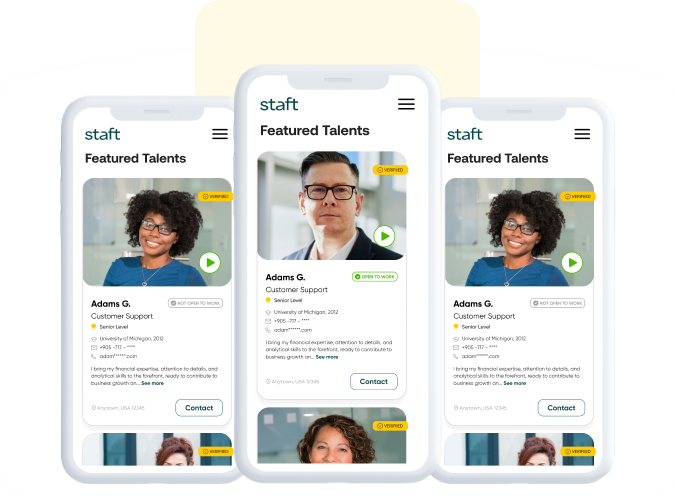 staft
Featured Talents
VERIFIED
Adams G.
NOT OPEN TO WORK
Customer Support
Senior Level
University of Michigan, 2012
+905 -717 - ****
adam******.com
I bring my financial expertise, attention to details, and
analytical skills to the forefront, ready to contribute to
business growth an... See more
Anytown, USA 12345
Contact
VERIFIED
staft
Featured Talents
VERIFIED
Adams G.
OPEN TO WORK
Customer Support
Senior Level
University of Michigan, 2012
+905 -717 - ****
adam******.com
I bring my financial expertise, attention to details, and
analytical skills to the forefront, ready to contribute to
business growth an... See more
Anytown, USA 12345
Contact
VERIFIED
staft
Featured Talents
VERIFIED
Adams G.
NOT OPEN TO WORK
Customer Support
Senior Level
University of Michigan, 2012
+905 -717 - ****
adam******.com
I bring my financial expertise, attention to details, and
analytical skills to the forefront, ready to contribute to
business growth an... See more
Anytown, USA 12345
Contact
VERIFIED